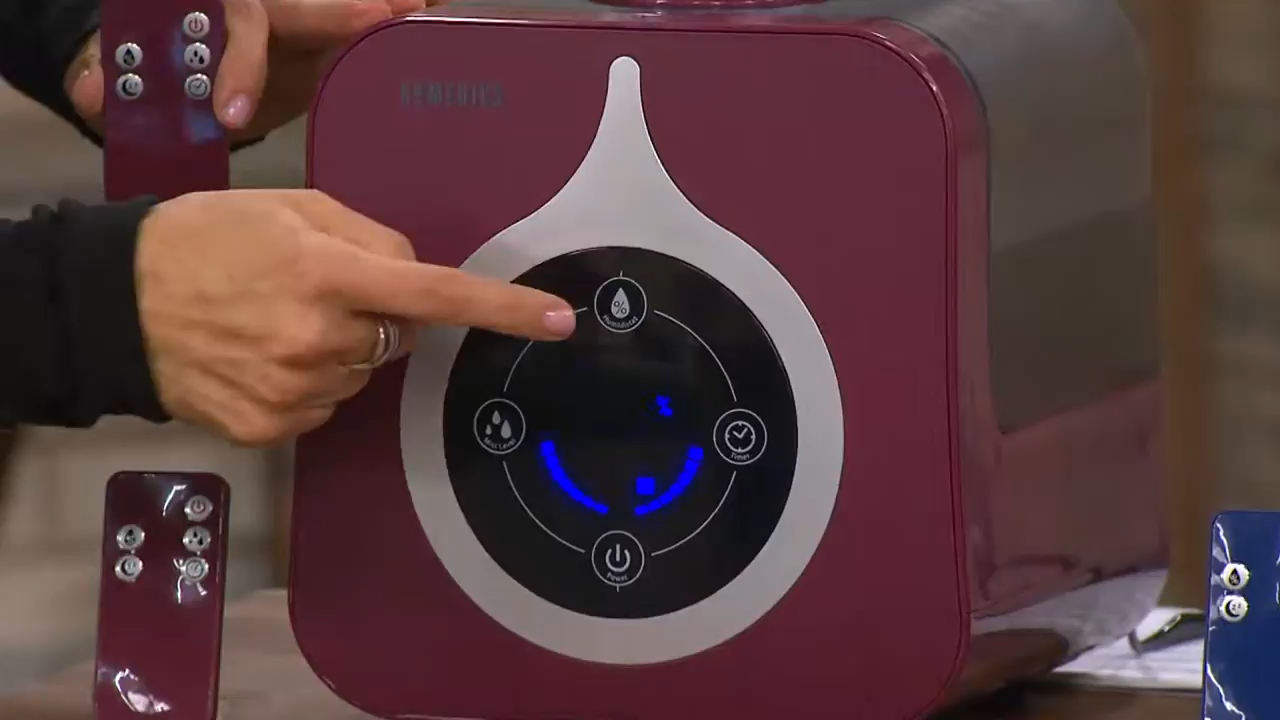 HOMEDICS
%
Humidistat
%
Mist Level
Timer
Power